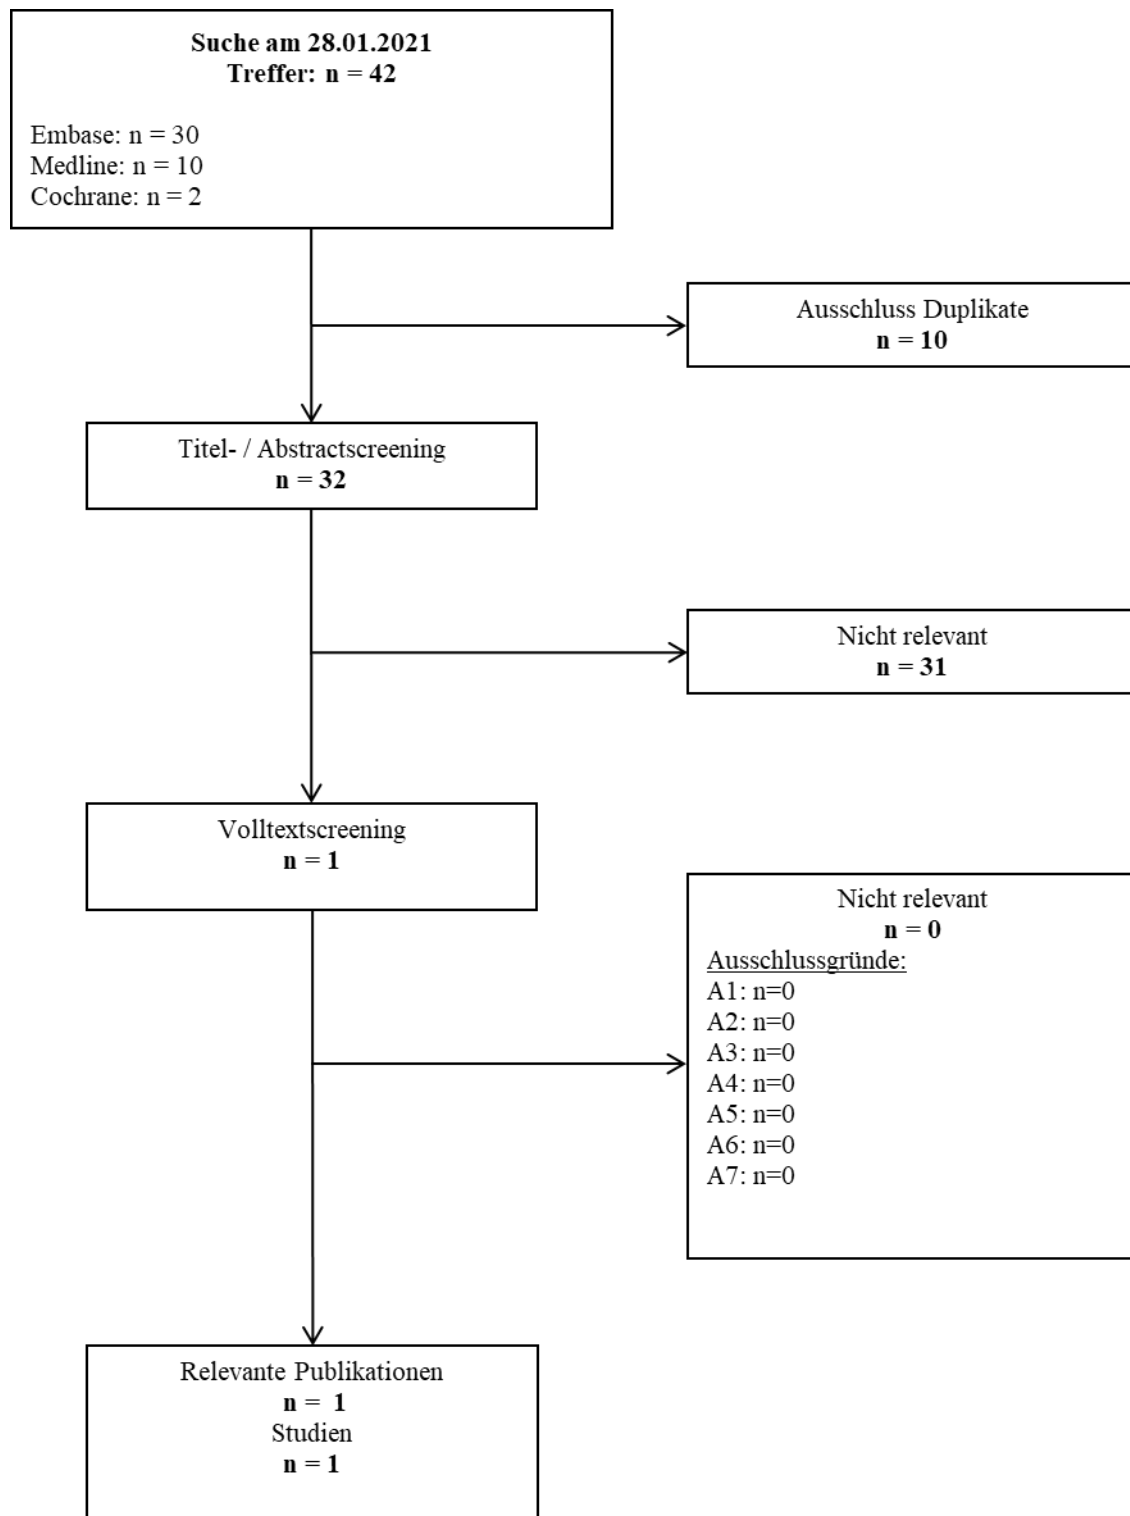 Suche am 28.01.2021
Treffer: n = 42
Embase: n = 30
Medline: n = 10
Cochrane: n = 2
Ausschluss Duplikate
n = 10
Titel- / Abstractscreening
n = 32
Nicht relevant
n = 31
Volltextscreening
n = 1
Nicht relevant
n = 0
Ausschlussgründe:
A1: n=0
A2: n=0
A3: n=0
A4: n=0
A5: n=0
A6: n=0
A7: n=0
Relevante Publikationen
n = 1
Studien
n = 1